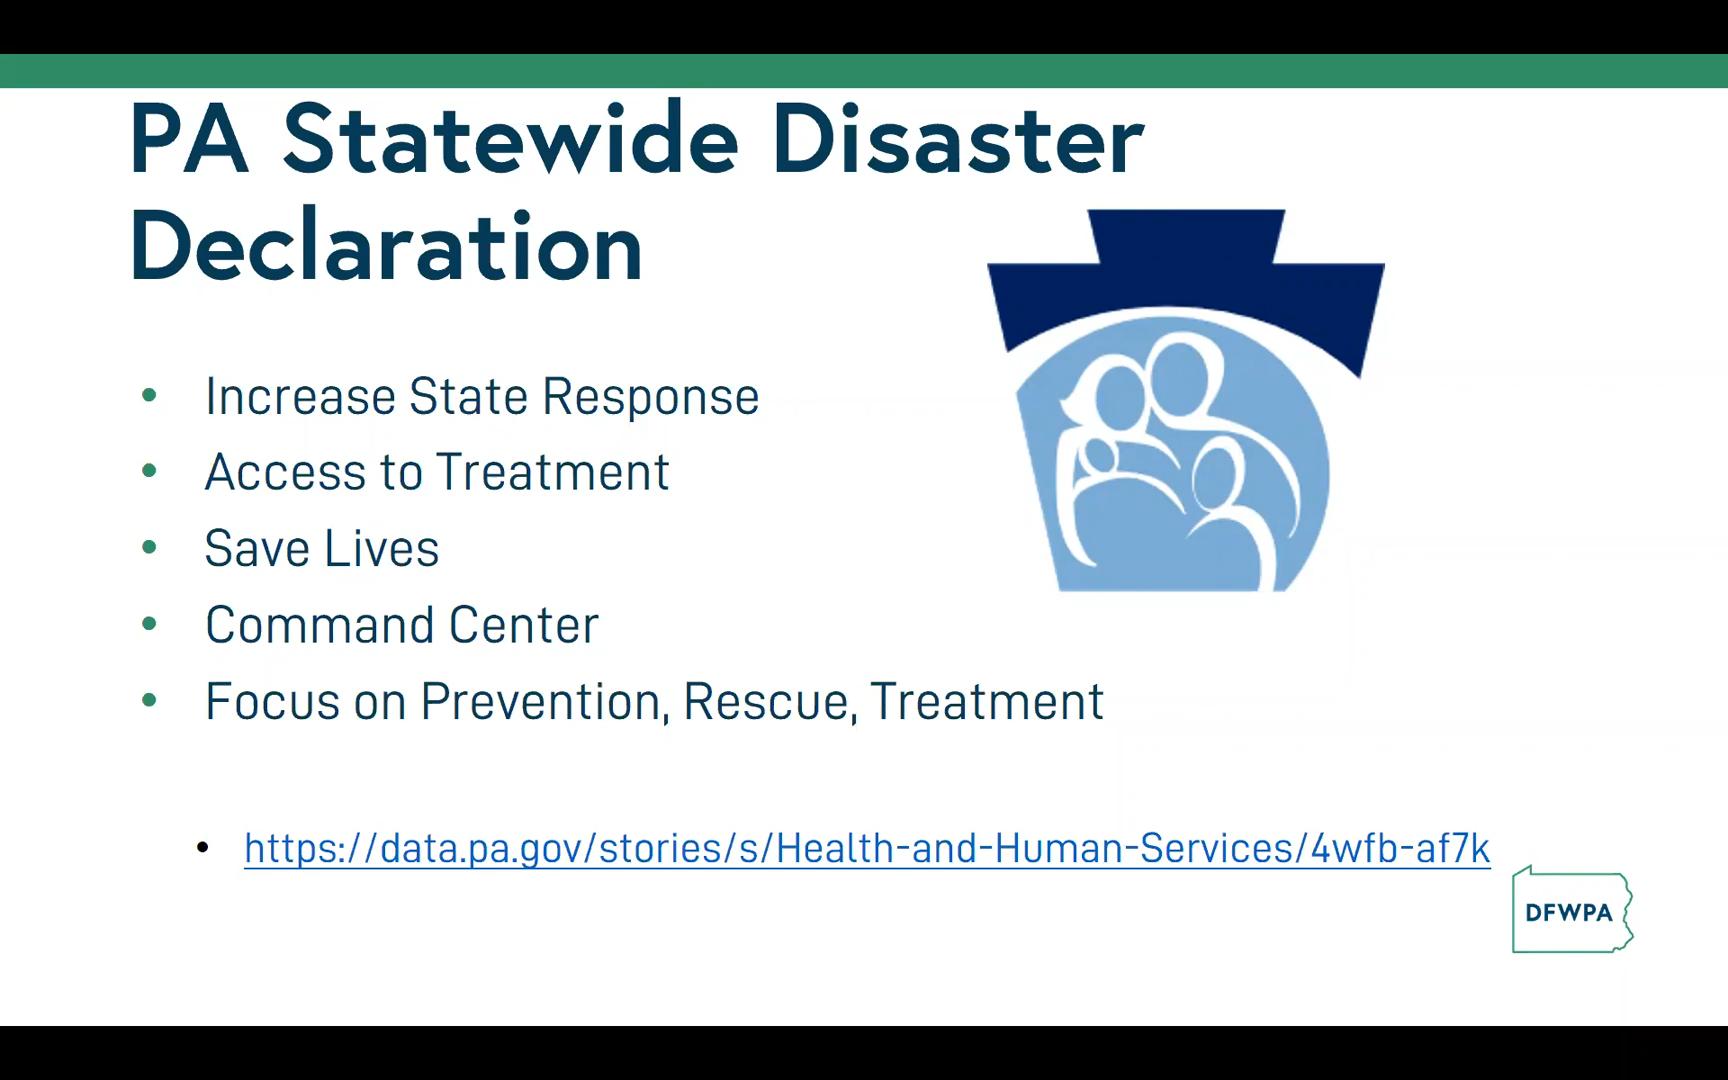 PA Statewide Disaster
Declaration
• Increase State Response
• Access to Treatment
• Save Lives
• Command Center
• Focus on Prevention, Rescue, Treatment
• https://data.pa.gov/stories/s/Health-and-Human-Services/4wfb-af7k
DFWPA